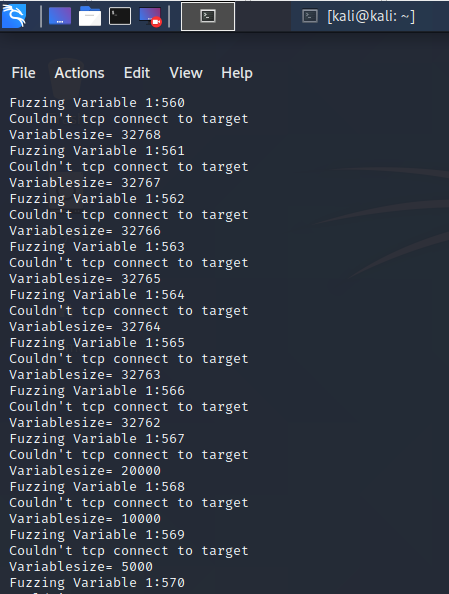 [kali@kali: ~]
File Actions Edit View Help
Fuzzing Variable 1:560
Couldn't tcp connect to target
Variablesize= 32768
Fuzzing Variable 1:561
Couldn't tcp connect to target
Variablesize= 32767
Fuzzing Variable 1:562
Couldn't tcp connect to target
Variablesize= 32766
Fuzzing Variable 1:563
Couldn't tcp connect to target
Variablesize= 32765
Fuzzing Variable 1:564
Couldn't tcp connect to target
Variablesize= 32764
Fuzzing Variable 1:565
Couldn't tcp connect to target
Variablesize= 32763
Fuzzing Variable 1:566
Couldn't tcp connect to target
Variablesize= 32762
Fuzzing Variable 1:567
Couldn't tcp connect to target
Variablesize= 20000
Fuzzing Variable 1:568
Couldn't tcp connect to target
Variablesize= 10000
Fuzzing Variable 1:569
Couldn't tcp connect to target
Variablesize= 5000
Fuzzing Variable 1:570